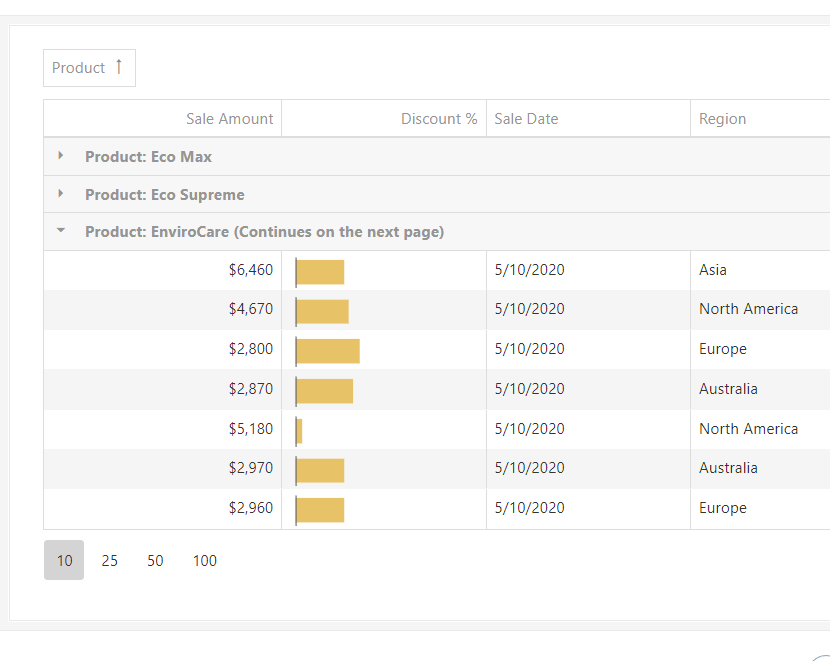 Product ↑
Sale Amount Discount % Sale Date Region
Product: Eco Max
Product: Eco Supreme
Product: EnviroCare (Continues on the next page)
$6,460 5/10/2020 Asia
$4,670 5/10/2020 North America
$2,800 5/10/2020 Europe
$2,870 5/10/2020 Australia
$5,180 5/10/2020 North America
$2,970 5/10/2020 Australia
$2,960 5/10/2020 Europe
10 25 50 100